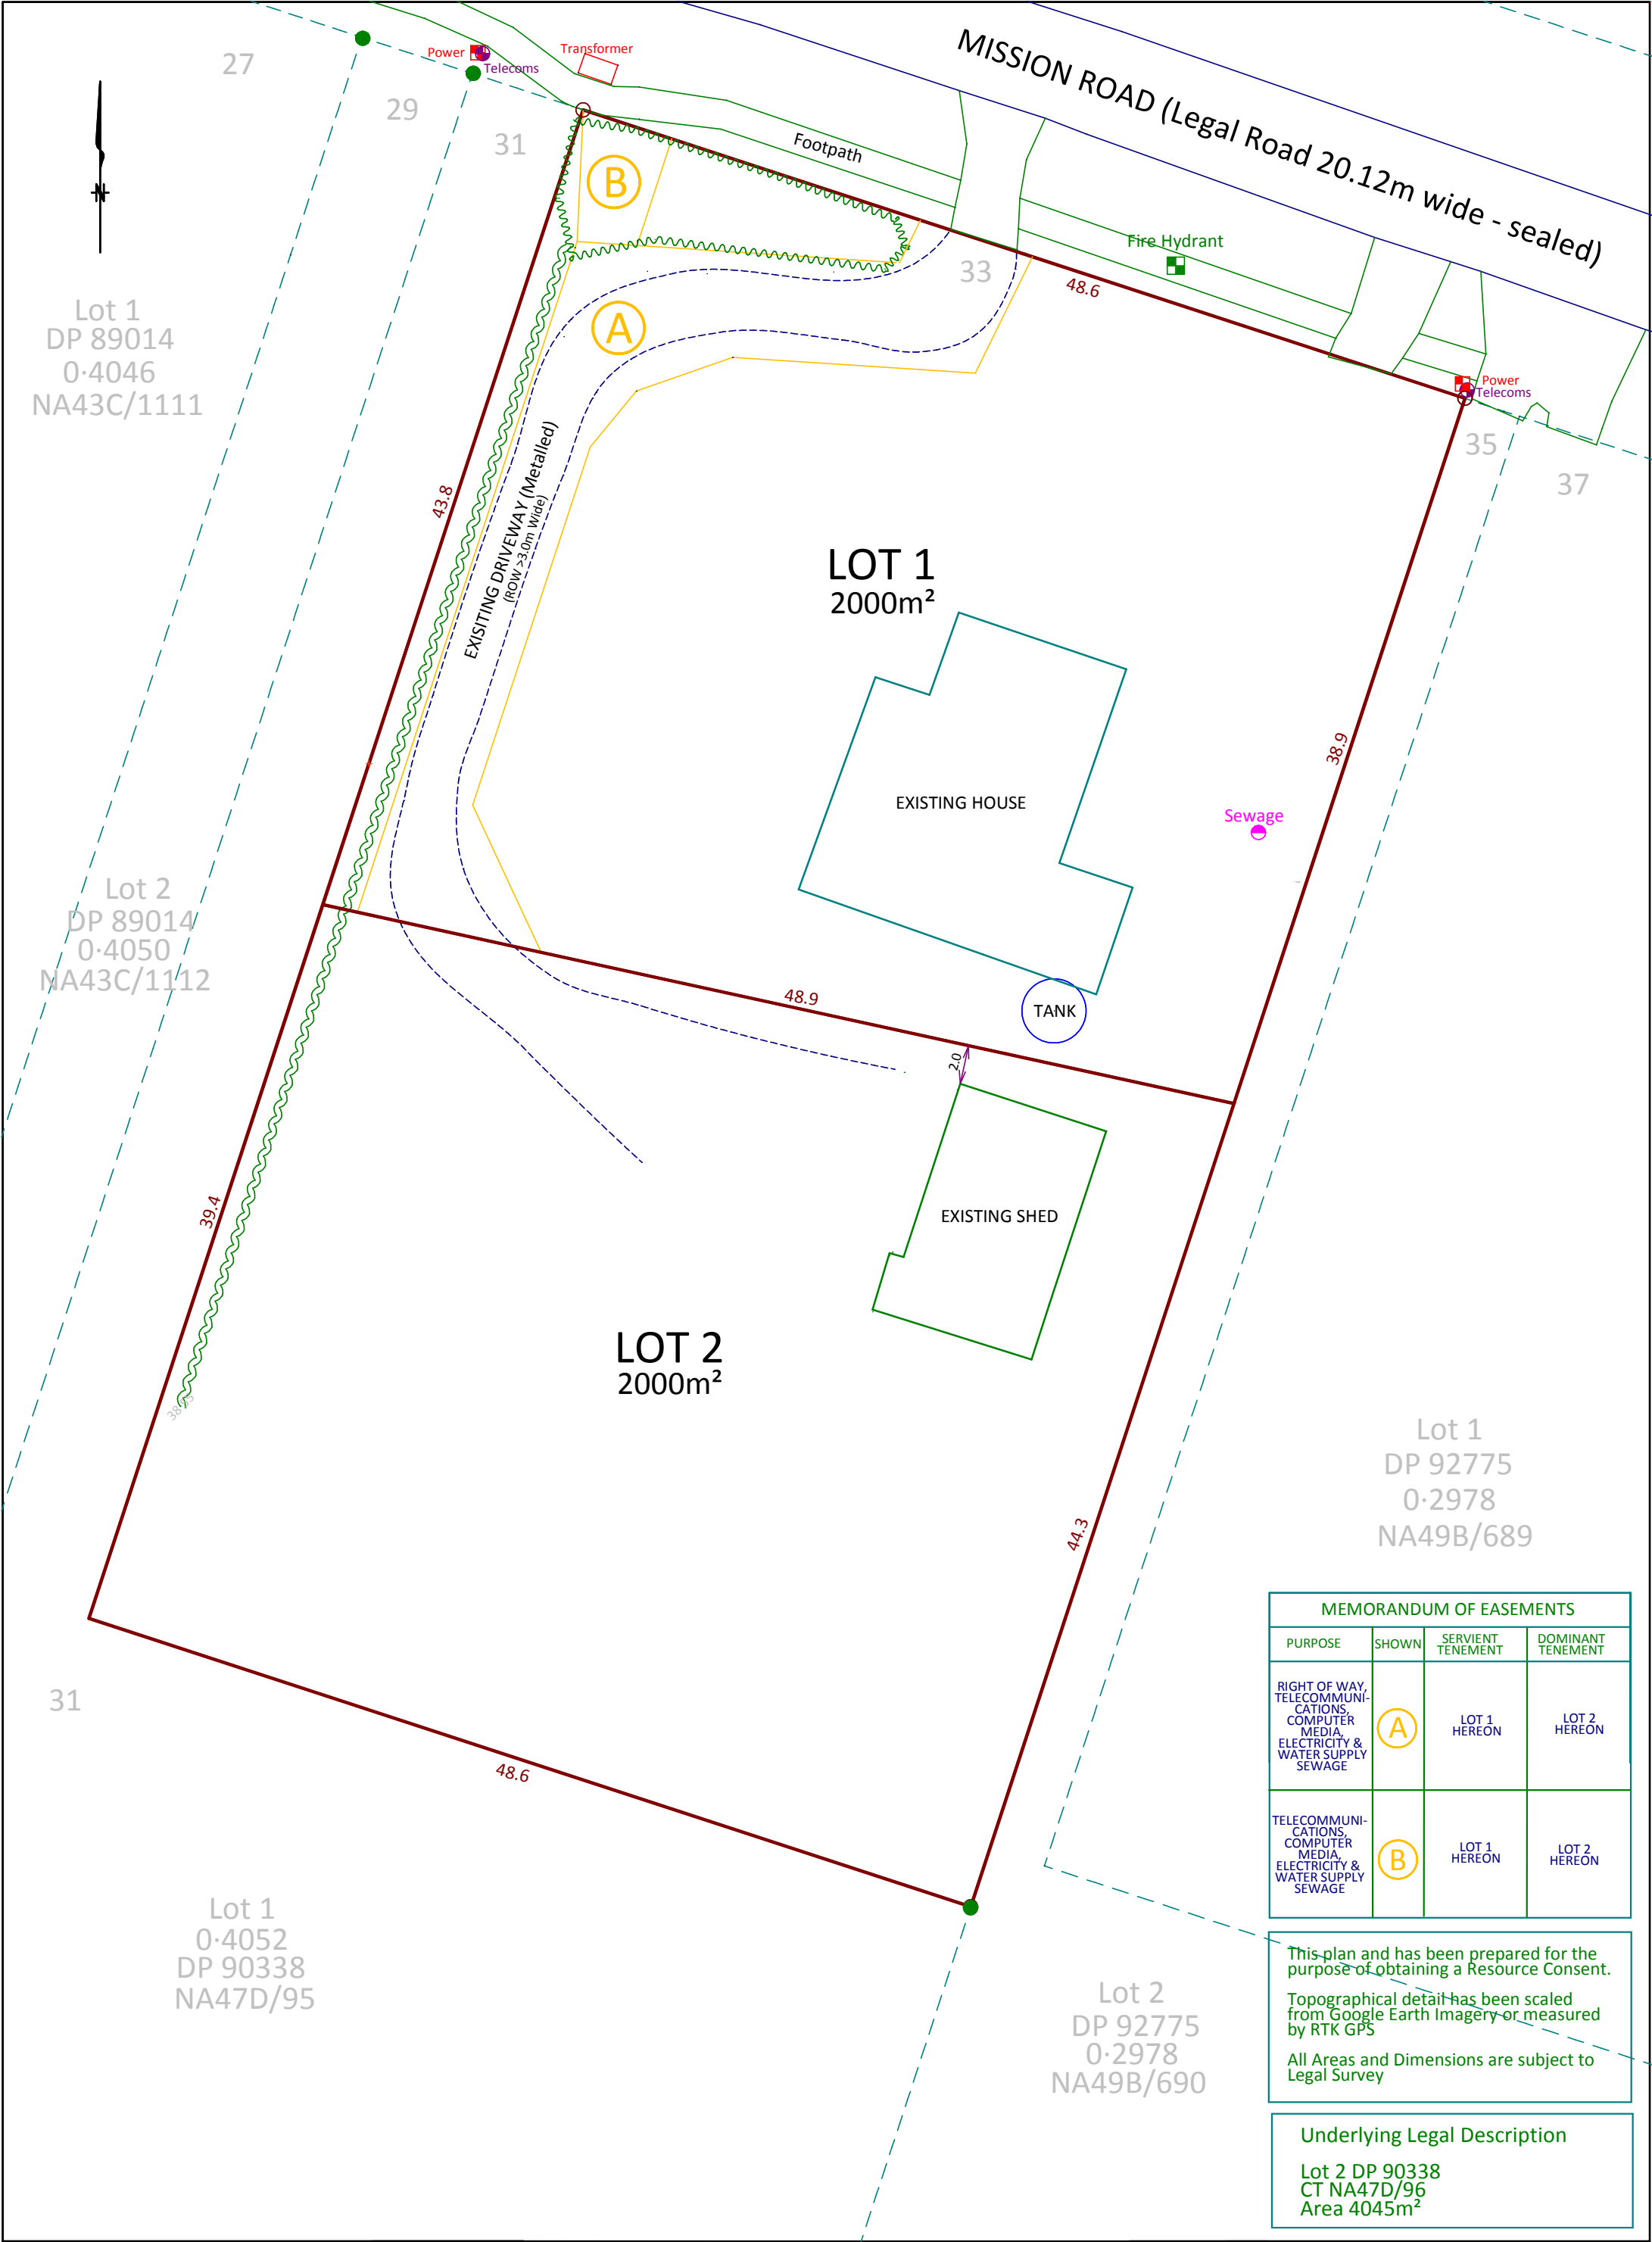 MISSION ROAD (Legal Road 20.12m wide - sealed)
27
Power
Telecoms
Transformer
29
31
Footpath
N
B
Fire Hydrant
33
48.6
Lot 1
DP 89014
0·4046
NA43C/1111
A
Power
Telecoms
35
37
43.8
EXISITING DRIVEWAY (Metalled)
(ROW >3.0m Wide)
LOT 1
2000m²
38.9
EXISTING HOUSE
Sewage
Lot 2
DP 89014
0·4050
NA43C/1112
48.9
TANK
2.0
39.4
EXISTING SHED
LOT 2
2000m²
Lot 1
DP 92775
0·2978
NA49B/689
44.3
31
48.6
Lot 1
0·4052
DP 90338
NA47D/95
Lot 2
DP 92775
0·2978
NA49B/690
MEMORANDUM OF EASEMENTS
PURPOSE SHOWN SERVIENT TENEMENT DOMINANT TENEMENT
RIGHT OF WAY,
TELECOMMUNI-
CATIONS,
COMPUTER
MEDIA,
ELECTRICITY &
WATER SUPPLY
SEWAGE
A
LOT 1
HEREON
LOT 2
HEREON
TELECOMMUNI-
CATIONS,
COMPUTER
MEDIA,
ELECTRICITY &
WATER SUPPLY
SEWAGE
B
LOT 1
HEREON
LOT 2
HEREON
This plan and has been prepared for the
purpose of obtaining a Resource Consent.
Topographical detail has been scaled
from Google Earth Imagery or measured
by RTK GPS
All Areas and Dimensions are subject to
Legal Survey
Underlying Legal Description
Lot 2 DP 90338
CT NA47D/96
Area 4045m²